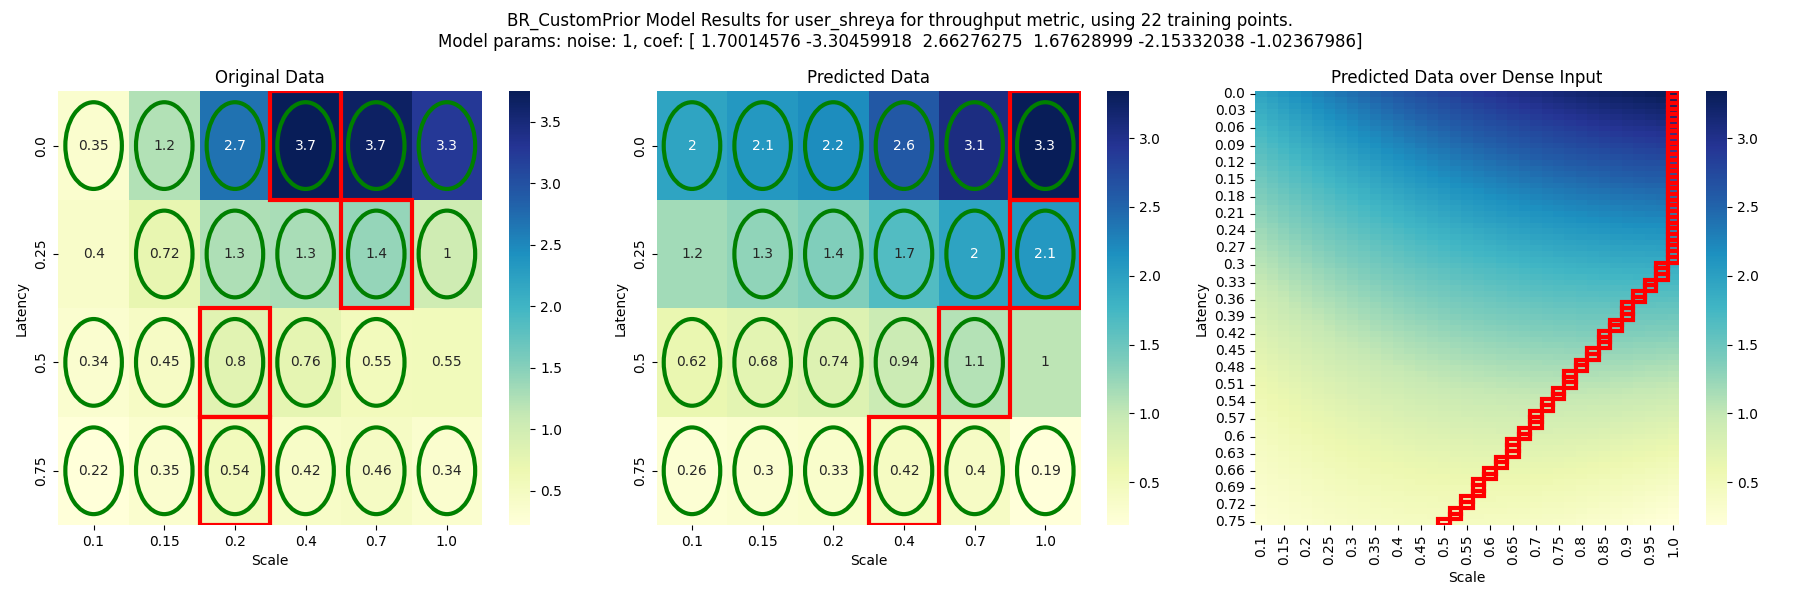 BR_CustomPrior Model Results for user_shreya for throughput metric, using 22 training points.
Model params: noise: 1, coef: [ 1.70014576 -3.30459918  2.66276275  1.67628999 -2.15332038 -1.02367986]
Original Data
Latency
0.0 0.35 1.2 2.7 3.7 3.7 3.3
0.25 0.4 0.72 1.3 1.3 1.4 1
0.5 0.34 0.45 0.8 0.76 0.55 0.55
0.75 0.22 0.35 0.54 0.42 0.46 0.34
0.1 0.15 0.2 0.4 0.7 1.0
Scale
3.5
3.0
2.5
2.0
1.5
1.0
0.5
Predicted Data
Latency
0.0 2 2.1 2.2 2.6 3.1 3.3
0.25 1.2 1.3 1.4 1.7 2 2.1
0.5 0.62 0.68 0.74 0.94 1.1 1
0.75 0.26 0.3 0.33 0.42 0.4 0.19
0.1 0.15 0.2 0.4 0.7 1.0
Scale
3.0
2.5
2.0
1.5
1.0
0.5
Predicted Data over Dense Input
Latency
0.0
0.03
0.06
0.09
0.12
0.15
0.18
0.21
0.24
0.27
0.3
0.33
0.36
0.39
0.42
0.45
0.48
0.51
0.54
0.57
0.6
0.63
0.66
0.69
0.72
0.75
0.1 0.15 0.2 0.25 0.3 0.35 0.4 0.45 0.5 0.55 0.6 0.65 0.7 0.75 0.8 0.85 0.9 0.95 1.0
Scale
3.0
2.5
2.0
1.5
1.0
0.5